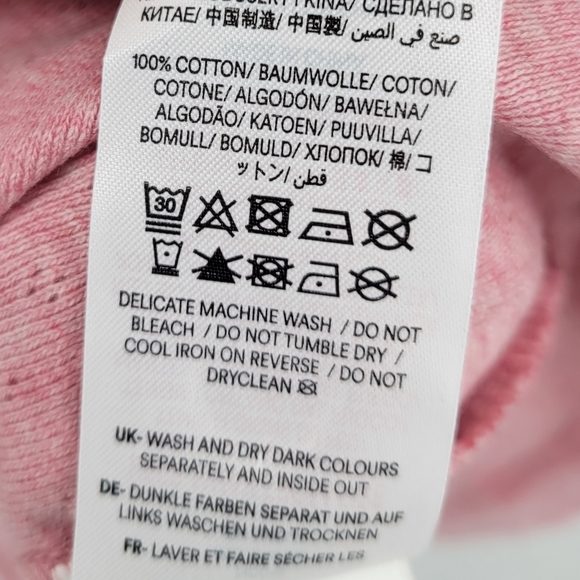 KINA/ СДЕЛАНО В
КИТАЕ/ 中国制造/ 中国製/ صنع في الصين
100% COTTON/ BAUMWOLLE/ COTON/
COTONE/ ALGODÓN/ BAWEŁNA/
ALGODÃO/ KATOEN/ PUUVILLA/
BOMULL/ BOMULD/ ХЛОПОК/ 棉/ コ
ットン/ قطن
30
DELICATE MACHINE WASH / DO NOT
BLEACH / DO NOT TUMBLE DRY /
COOL IRON ON REVERSE / DO NOT
DRYCLEAN
UK- WASH AND DRY DARK COLOURS
SEPARATELY AND INSIDE OUT
DE- DUNKLE FARBEN SEPARAT UND AUF
LINKS WASCHEN UND TROCKNEN
FR- LAVER ET FAIRE SÉCHER LES